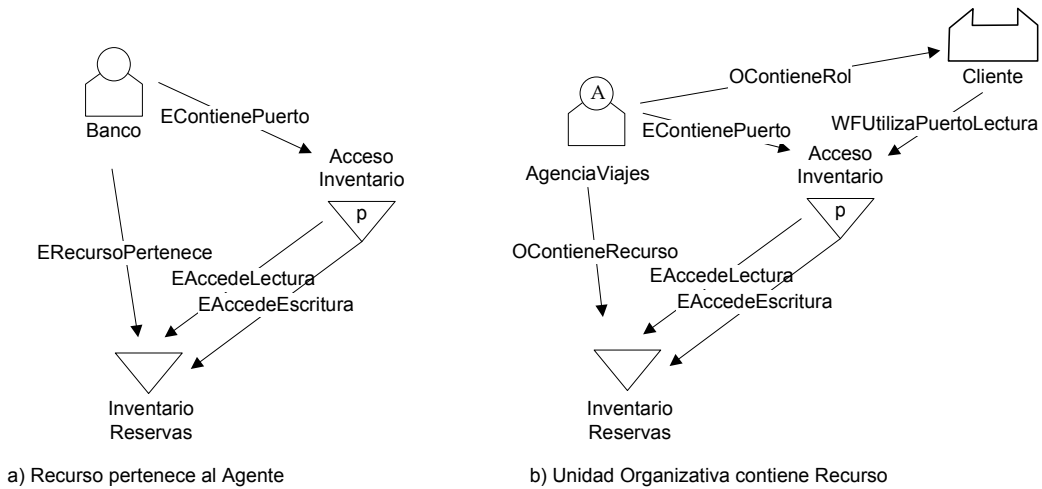 Banco
EContienePuerto
Acceso
Inventario
p
ERecursoPertenece
EAccedeLectura
EAccedeEscritura
Inventario
Reservas
a) Recurso pertenece al Agente
A
AgenciaViajes
OContieneRol
Cliente
EContienePuerto
WFUtilizaPuertoLectura
Acceso
Inventario
p
OContieneRecurso
EAccedeLectura
EAccedeEscritura
Inventario
Reservas
b) Unidad Organizativa contiene Recurso